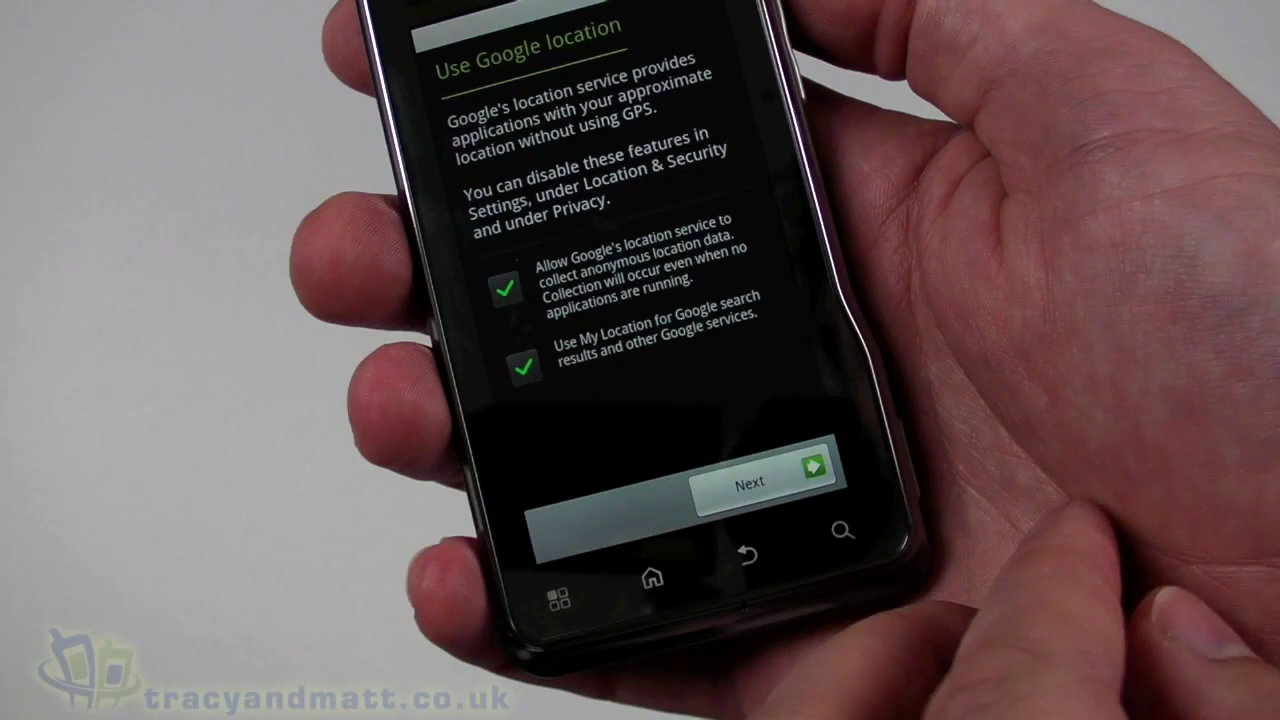 Use Google location
Google's location service provides
applications with your approximate
location without using GPS.
You can disable these features in
Settings, under Location & Security
and under Privacy.
Allow Google's location service to
collect anonymous location data.
Collection will occur even when no
applications are running.
Use My Location for Google search
results and other Google services.
Next
tracyandmatt.co.uk